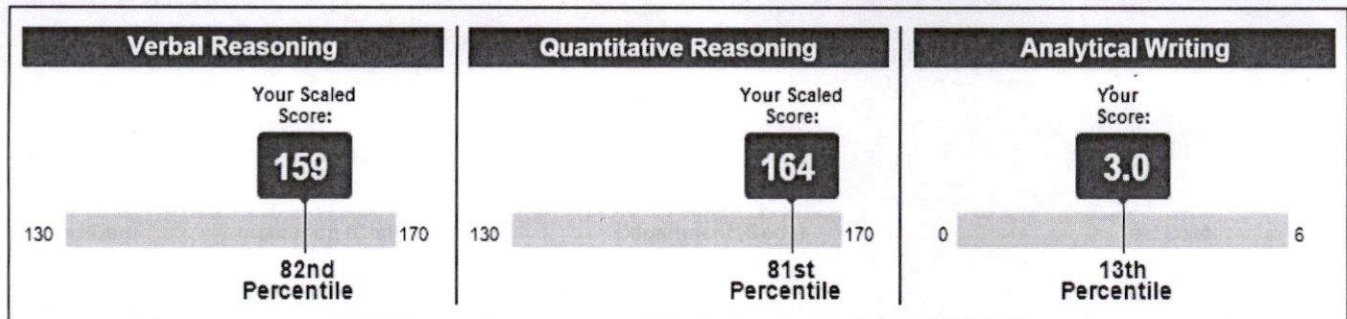 Verbal Reasoning
Your Scaled
Score:
159
130
170
82nd
Percentile
Quantitative Reasoning
Your Scaled
Score:
164
130
170
81st
Percentile
Analytical Writing
Your
Score:
3.0
0
6
13th
Percentile